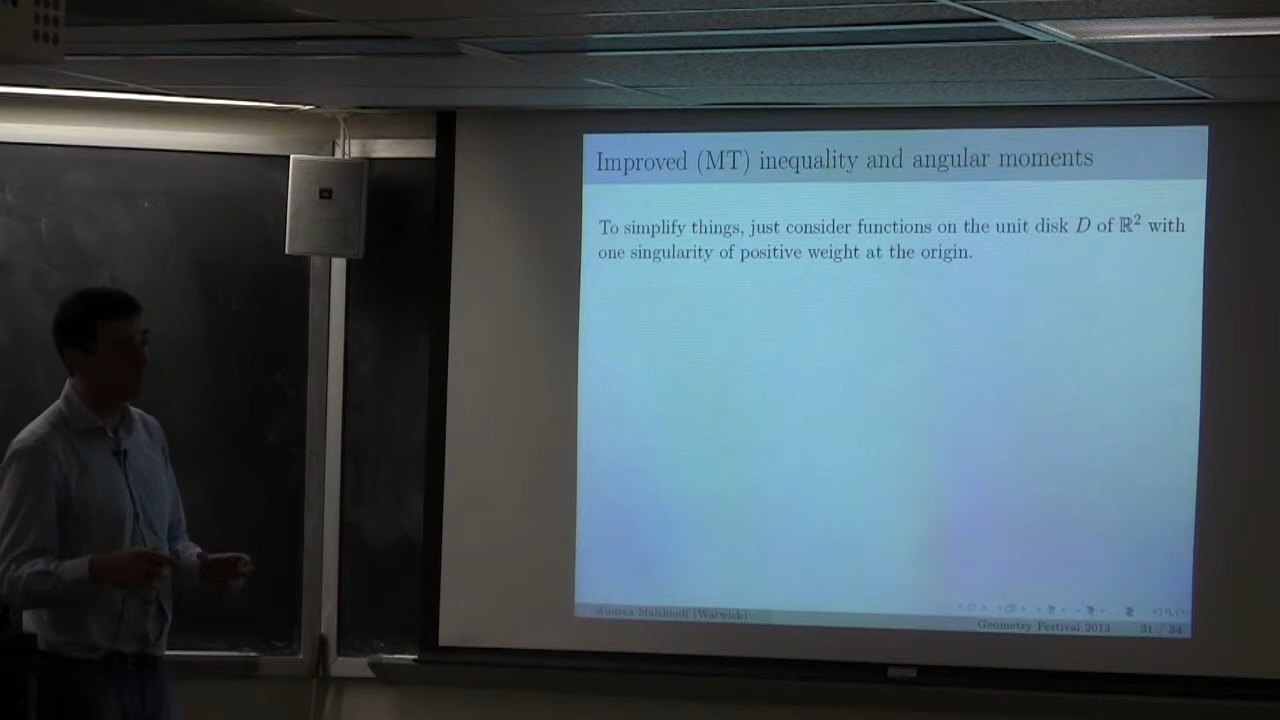 Improved (MT) inequality and angular moments
To simplify things, just consider functions on the unit disk D of ℝ² with
one singularity of positive weight at the origin.
Andrea Malchiodi (Warwick)
Geometry Festival 2013 31 / 34